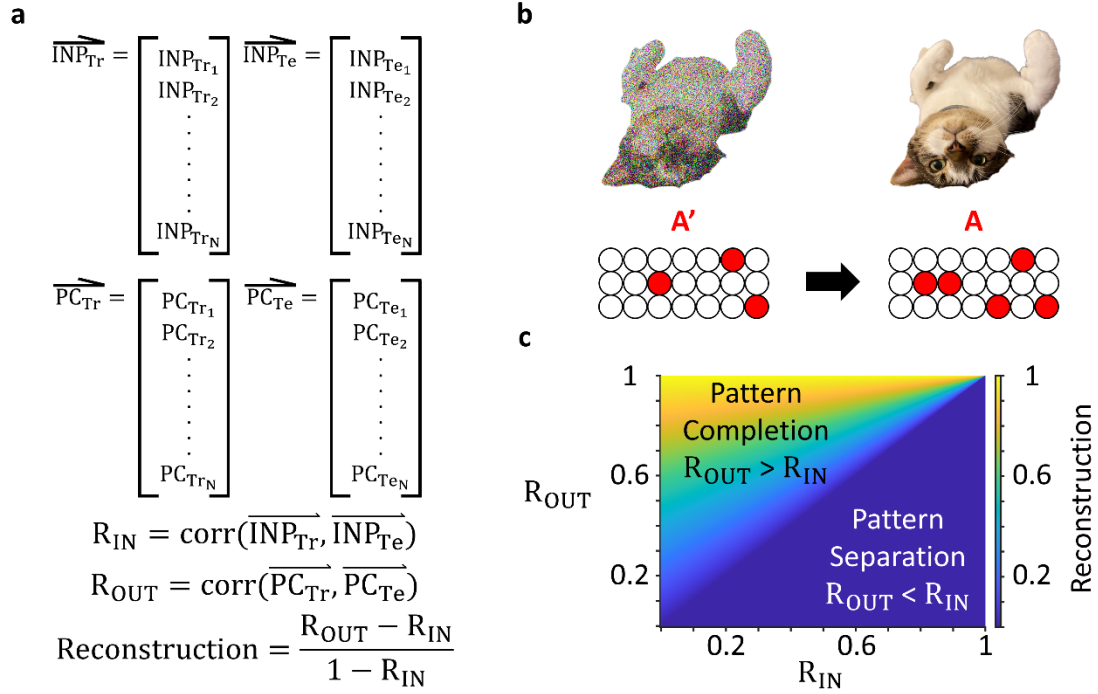 a
INP_Tr = [INP_Tr1 INP_Tr2 . . . . . . INP_TrN] INP_Te = [INP_Te1 INP_Te2 . . . . . . INP_TeN]
PC_Tr = [PC_Tr1 PC_Tr2 . . . . . . PC_TrN] PC_Te = [PC_Te1 PC_Te2 . . . . . . PC_TeN]
R_IN = corr(INP_Tr, INP_Te)
R_OUT = corr(PC_Tr, PC_Te)
Reconstruction = (R_OUT − R_IN) / (1 − R_IN)
b
A’ A
c
1
0.6
0.2
R_OUT
Pattern
Completion
R_OUT > R_IN
Pattern
Separation
R_OUT < R_IN
0.2 0.6 1
R_IN
1
0.6
0.2
Reconstruction